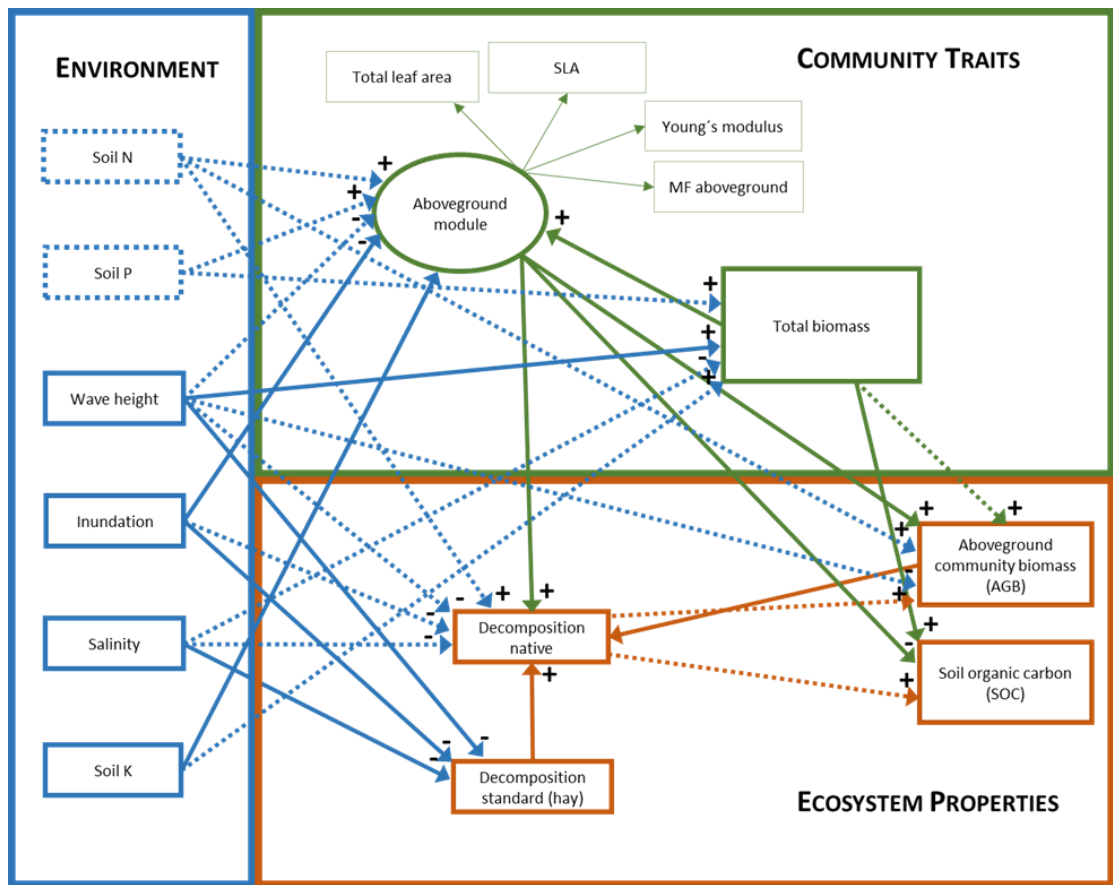 ENVIRONMENT
COMMUNITY TRAITS
Total leaf area
SLA
Young´s modulus
MF aboveground
Soil N
Soil P
Wave height
Inundation
Salinity
Soil K
Aboveground
module
Total biomass
+
+
-
-
+
+
+
-
+
Aboveground
community biomass
(AGB)
Soil organic carbon
(SOC)
Decomposition
native
Decomposition
standard (hay)
+
+
+
-
+
+
-
+
-
-
-
+
+
+
-
-
-
ECOSYSTEM PROPERTIES